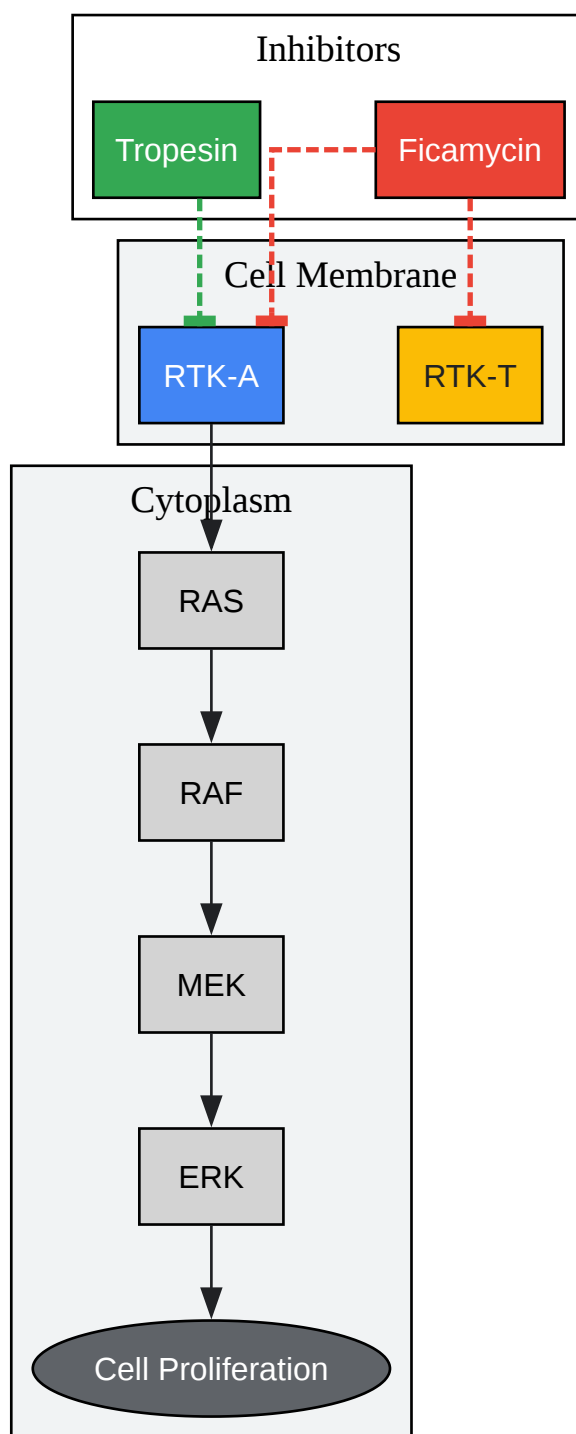 Inhibitors
Tropesin
Ficamycin
Cell Membrane
RTK-A
RTK-T
Cytoplasm
RAS
RAF
MEK
ERK
Cell Proliferation